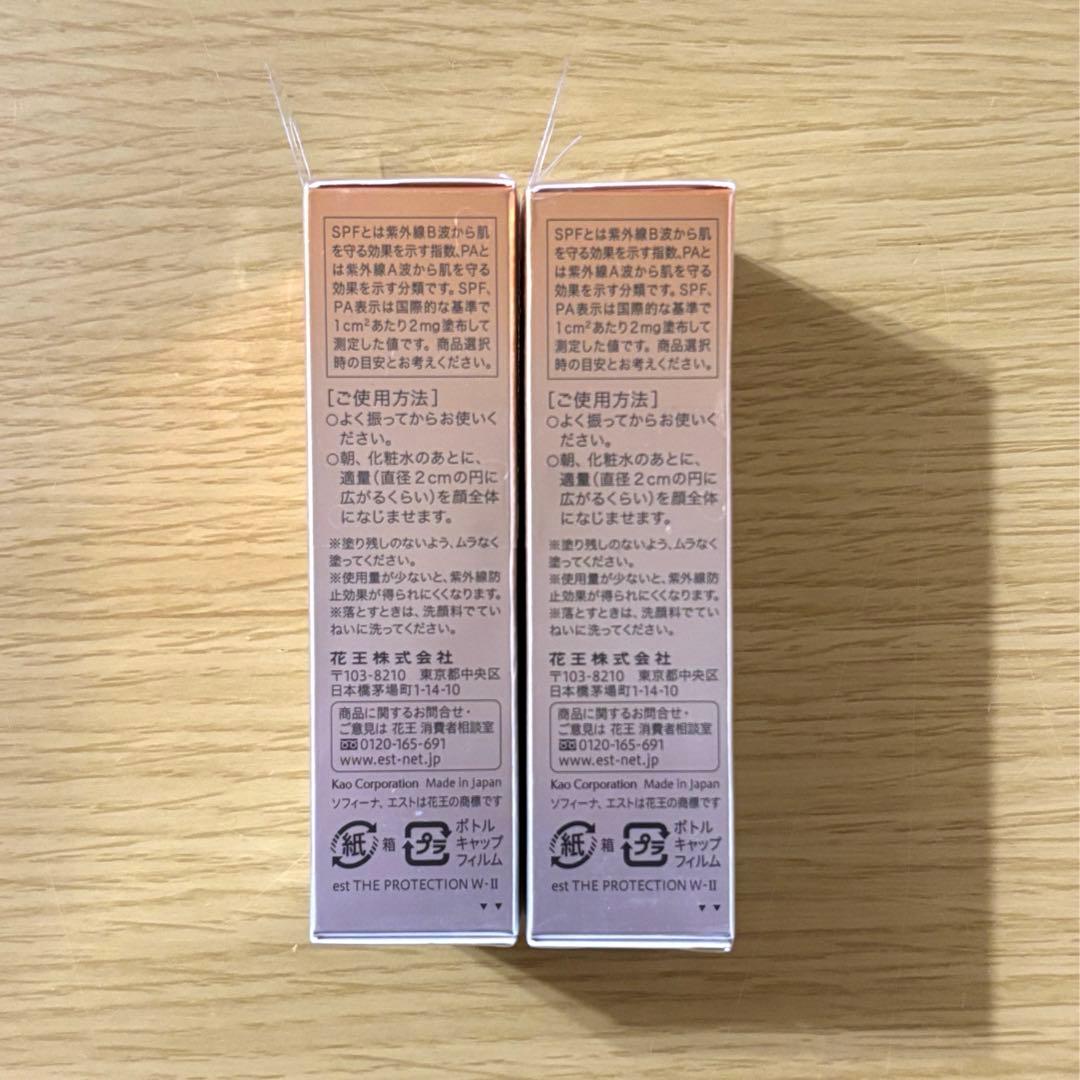 SPFとは紫外線B波から肌
を守る効果を示す指数、PAと
は紫外線A波から肌を守る
効果を示す分類です。SPF、
PA表示は国際的な基準で
1cm²あたり2mg塗布して
測定した値です。商品選択
時の目安とお考えください。
[ご使用方法]
○よく振ってからお使いく
ださい。
○朝、化粧水のあとに、
適量(直径2cmの円に
広がるくらい)を顔全体
になじませます。
※塗り残しのないよう、ムラなく
塗ってください。
※使用量が少ないと、紫外線防
止効果が得られにくくなります。
※落とすときは、洗顔料でてい
ねいに洗ってください。
花王株式会社
〒103-8210 東京都中央区
日本橋茅場町1-14-10
商品に関するお問合せ・
ご意見は 花王 消費者相談室
0120-165-691
www.est-net.jp
Kao Corporation Made in Japan
ソフィーナ、エストは花王の商標です
紙 箱 プラ ボトル
キャップ
フィルム
est THE PROTECTION W-II
SPFとは紫外線B波から肌
を守る効果を示す指数、PAと
は紫外線A波から肌を守る
効果を示す分類です。SPF、
PA表示は国際的な基準で
1cm²あたり2mg塗布して
測定した値です。商品選択
時の目安とお考えください。
[ご使用方法]
○よく振ってからお使いく
ださい。
○朝、化粧水のあとに、
適量(直径2cmの円に
広がるくらい)を顔全体
になじませます。
※塗り残しのないよう、ムラなく
塗ってください。
※使用量が少ないと、紫外線防
止効果が得られにくくなります。
※落とすときは、洗顔料でてい
ねいに洗ってください。
花王株式会社
〒103-8210 東京都中央区
日本橋茅場町1-14-10
商品に関するお問合せ・
ご意見は 花王 消費者相談室
0120-165-691
www.est-net.jp
Kao Corporation Made in Japan
ソフィーナ、エストは花王の商標です
紙 箱 プラ ボトル
キャップ
フィルム
est THE PROTECTION W-II